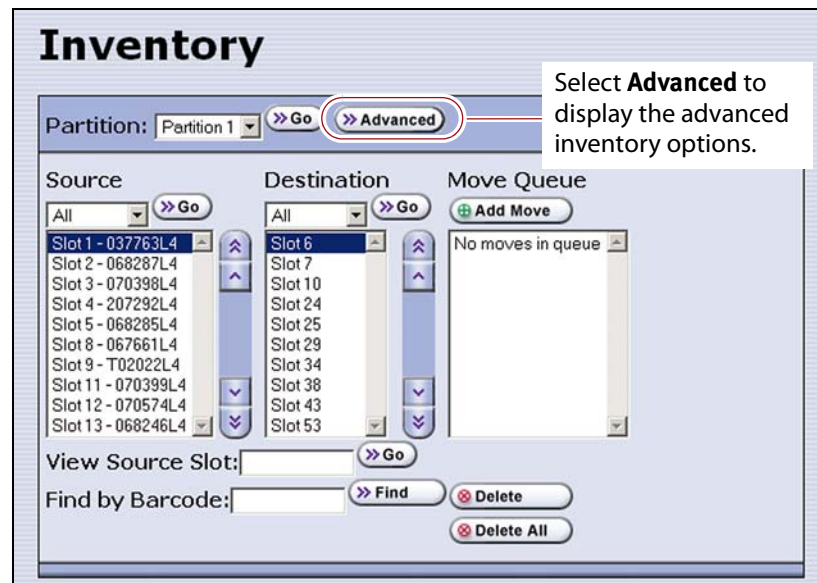 Inventory
Select Advanced to
display the advanced
inventory options.
Partition: Partition 1 Go Advanced
Source
All Go
Slot 1 - 037763L4
Slot 2 - 068287L4
Slot 3 - 070398L4
Slot 4 - 207292L4
Slot 5 - 068285L4
Slot 8 - 067661L4
Slot 9 - T02022L4
Slot 11 - 070399L4
Slot 12 - 070574L4
Slot 13 - 068246L4
Destination
All Go
Slot 6
Slot 7
Slot 10
Slot 24
Slot 25
Slot 29
Slot 34
Slot 38
Slot 43
Slot 53
Move Queue
Add Move
No moves in queue
View Source Slot: Go
Find by Barcode: Find
Delete
Delete All